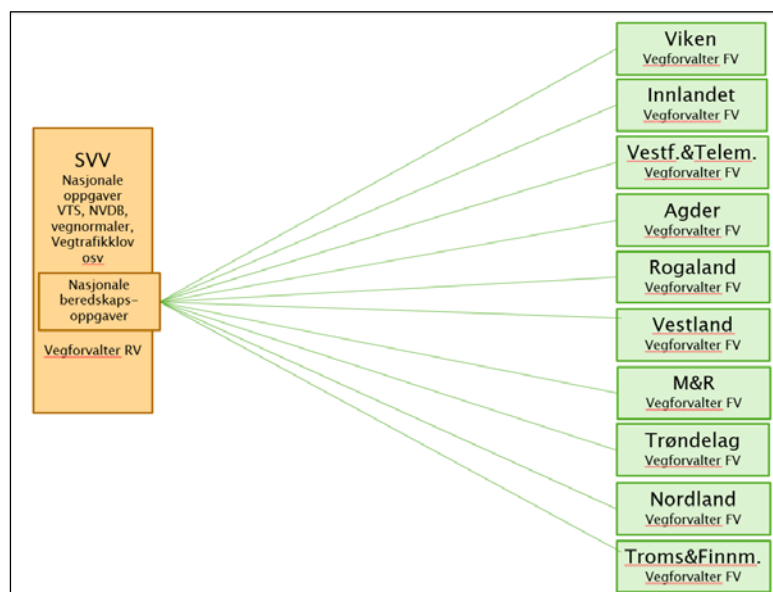 SVV
Nasjonale
oppgaver
VTS, NVDB,
vegnormaler,
Vegtrafikklov
osv
Nasjonale
beredskaps-
oppgaver
Vegforvalter RV
Viken
Vegforvalter FV
Innlandet
Vegforvalter FV
Vestf.&Telem.
Vegforvalter FV
Agder
Vegforvalter FV
Rogaland
Vegforvalter FV
Vestland
Vegforvalter FV
M&R
Vegforvalter FV
Trøndelag
Vegforvalter FV
Nordland
Vegforvalter FV
Troms&Finnm.
Vegforvalter FV